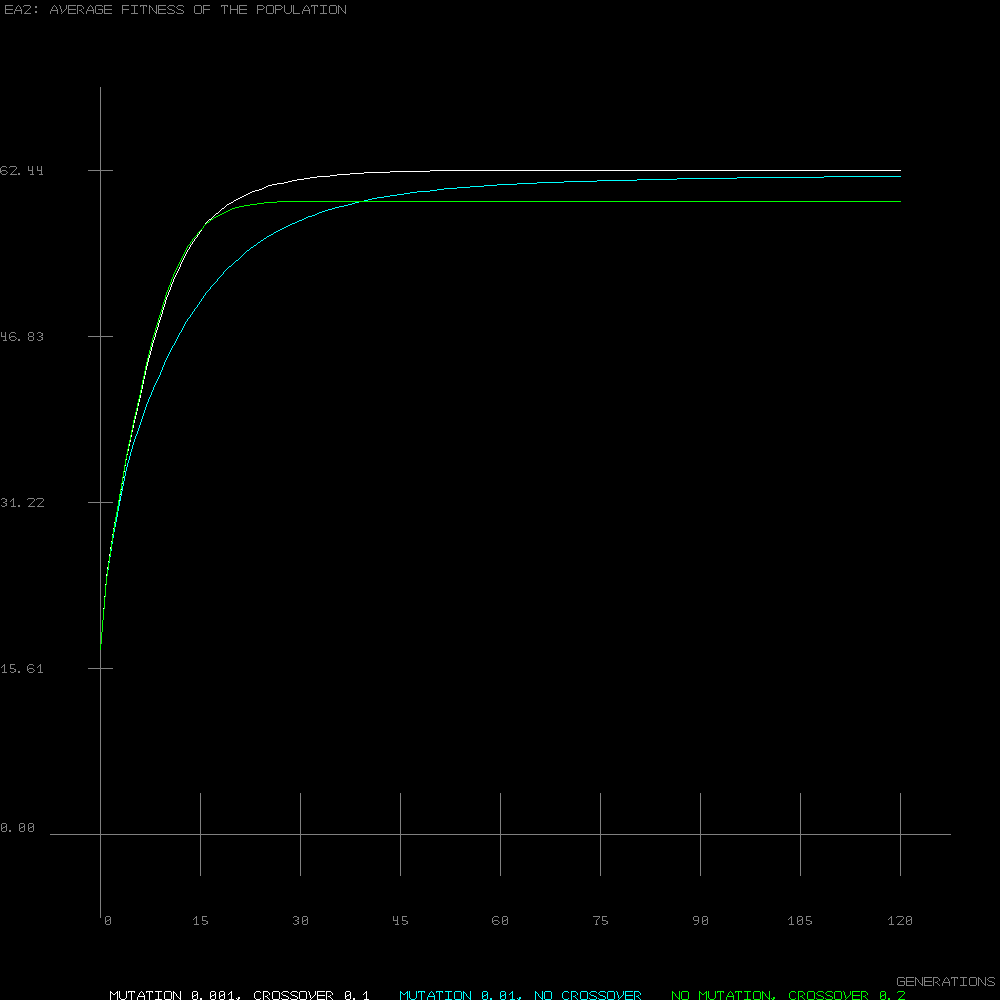 EA2: AVERAGE FITNESS OF THE POPULATION
62.44
46.83
31.22
15.61
0.00
0 15 30 45 60 75 90 105 120
GENERATIONS
MUTATION 0.001, CROSSOVER 0.1 MUTATION 0.01, NO CROSSOVER NO MUTATION, CROSSOVER 0.2